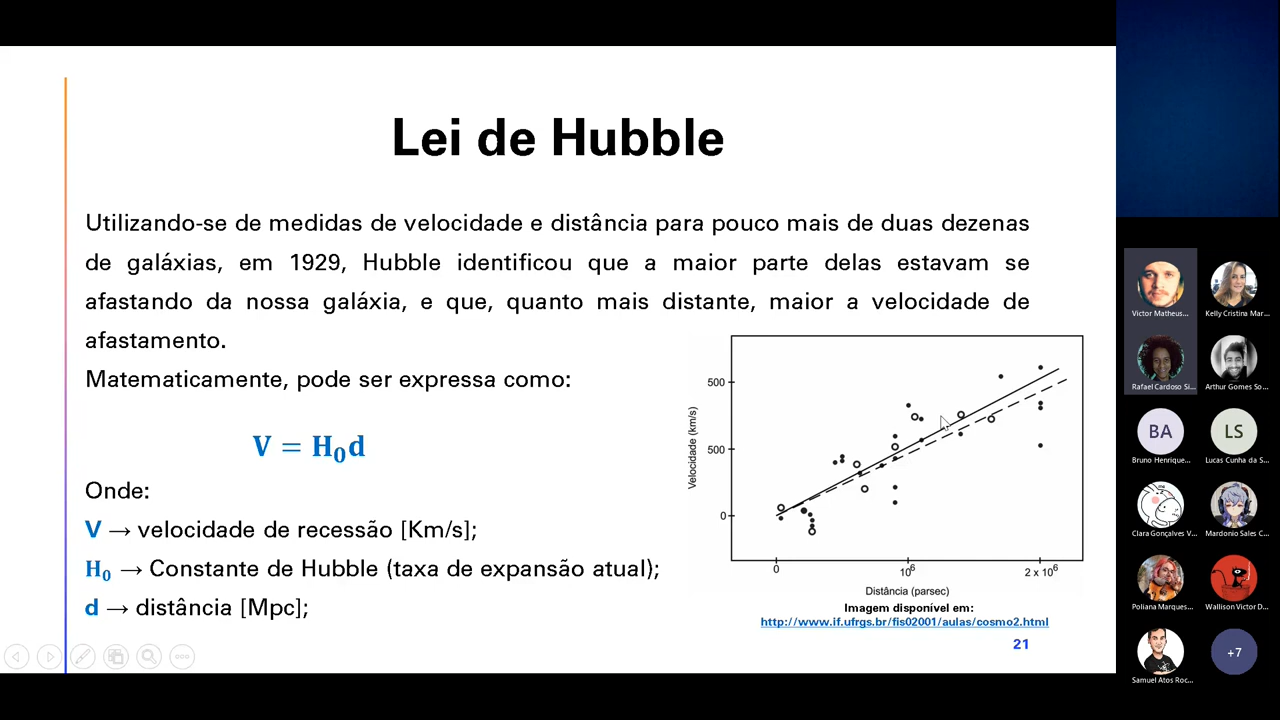 Lei de Hubble
Utilizando-se de medidas de velocidade e distância para pouco mais de duas dezenas
de galáxias, em 1929, Hubble identificou que a maior parte delas estavam se
afastando da nossa galáxia, e que, quanto mais distante, maior a velocidade de
afastamento.
Matematicamente, pode ser expressa como:
V = H₀d
Onde:
V → velocidade de recessão [Km/s];
H₀ → Constante de Hubble (taxa de expansão atual);
d → distância [Mpc];
Velocidade (km/s)
500
500
0
0
10⁶
2 x 10⁶
Distância (parsec)
Imagem disponível em:
http://www.if.ufrgs.br/fis02001/aulas/cosmo2.html
21
Victor Matheus...
Kelly Cristina Mar...
Rafael Cardoso Si...
Arthur Gomes So...
BA
LS
Bruno Henrique...
Lucas Cunha da S...
Clara Gonçalves V...
Mardonio Sales C...
Poliana Marques...
Wallison Victor D...
+7
Samuel Atos Roc...